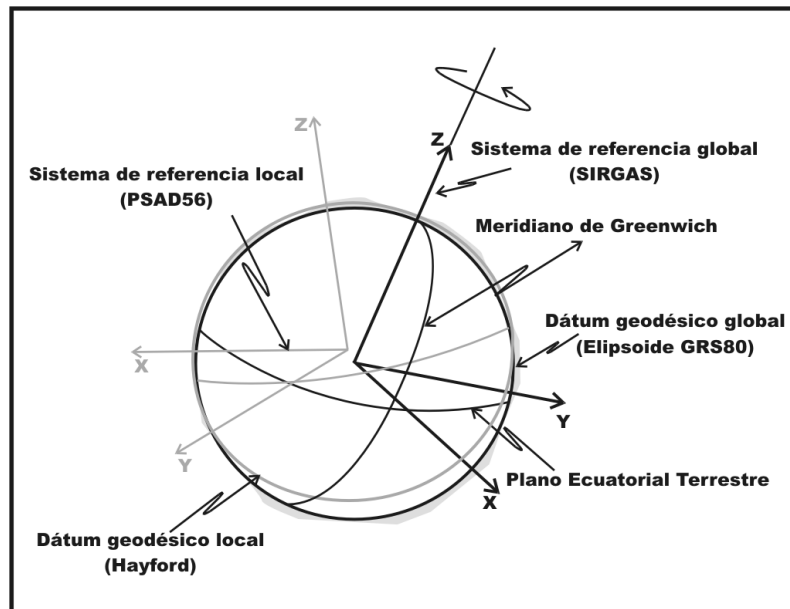 Z
Z
Sistema de referencia global
(SIRGAS)
Sistema de referencia local
(PSAD56)
Meridiano de Greenwich
Dátum geodésico global
(Elipsoide GRS80)
X
Y
Y
X
Plano Ecuatorial Terrestre
Dátum geodésico local
(Hayford)